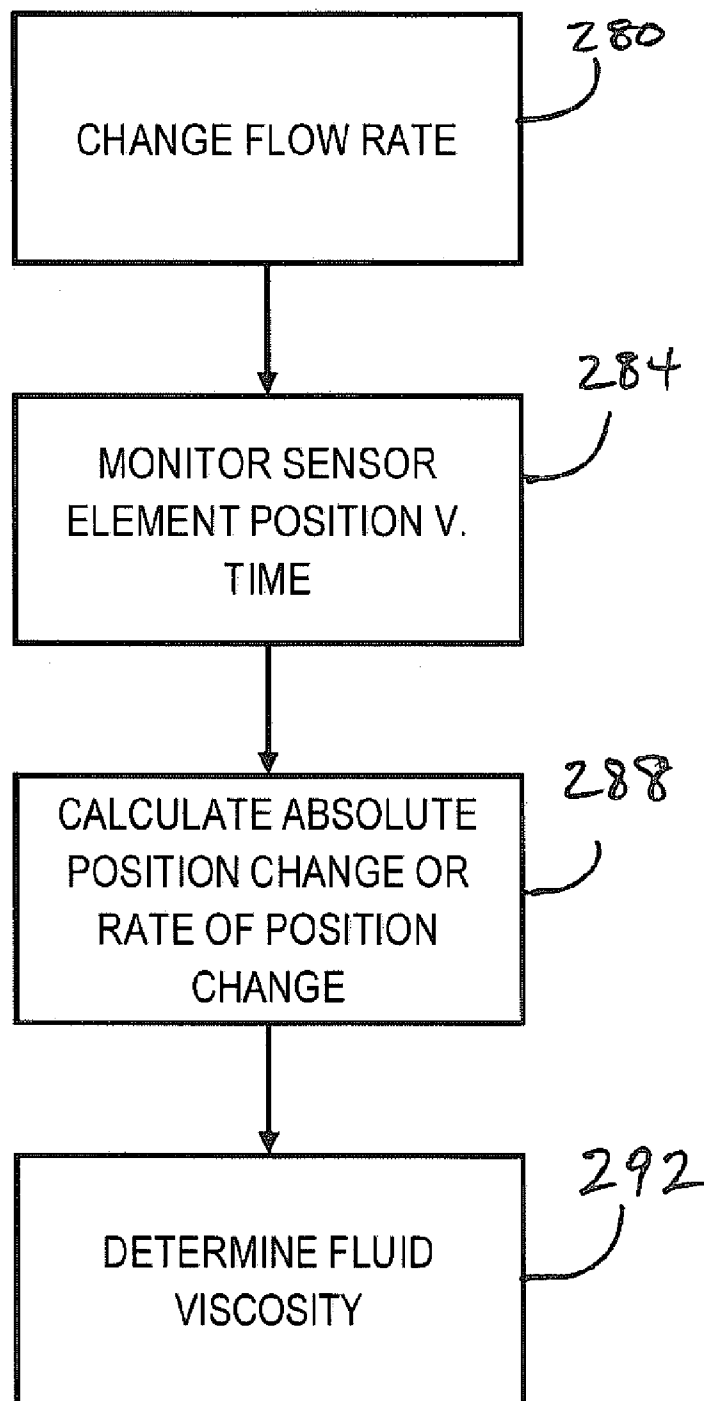 280
CHANGE FLOW RATE
284
MONITOR SENSOR
ELEMENT POSITION V.
TIME
288
CALCULATE ABSOLUTE
POSITION CHANGE OR
RATE OF POSITION
CHANGE
292
DETERMINE FLUID
VISCOSITY